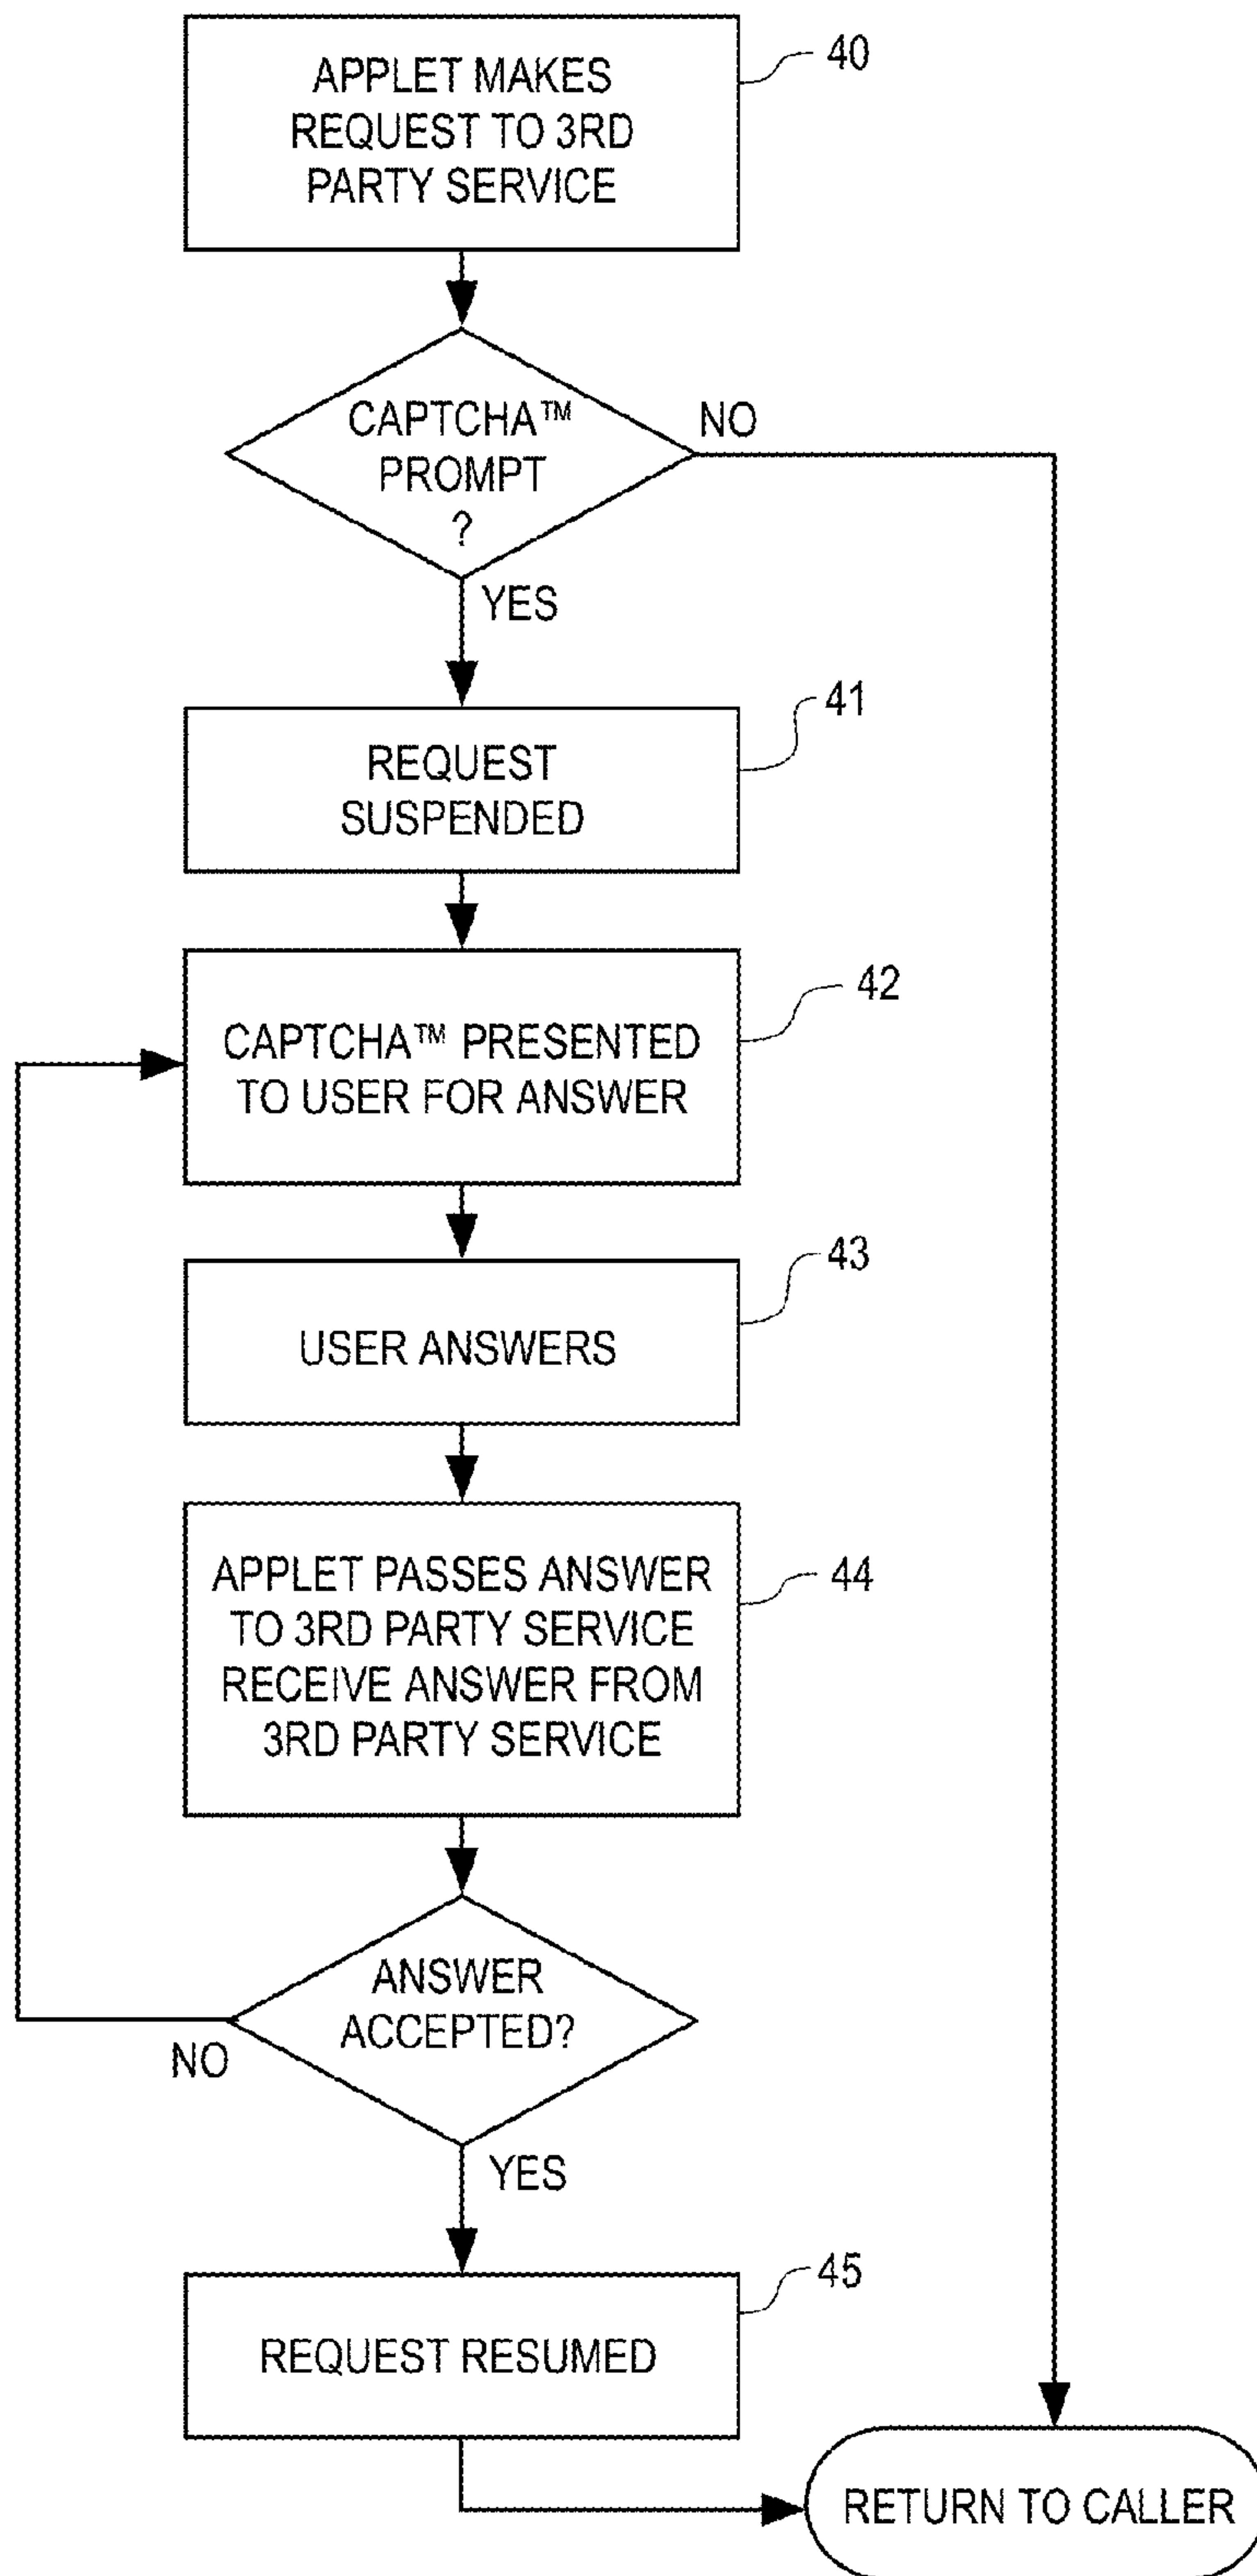 APPLET MAKES
REQUEST TO 3RD
PARTY SERVICE
40
CAPTCHA™
PROMPT
?
NO
YES
41
REQUEST
SUSPENDED
42
CAPTCHA™ PRESENTED
TO USER FOR ANSWER
43
USER ANSWERS
44
APPLET PASSES ANSWER
TO 3RD PARTY SERVICE
RECEIVE ANSWER FROM
3RD PARTY SERVICE
ANSWER
ACCEPTED?
NO
YES
45
REQUEST RESUMED
RETURN TO CALLER